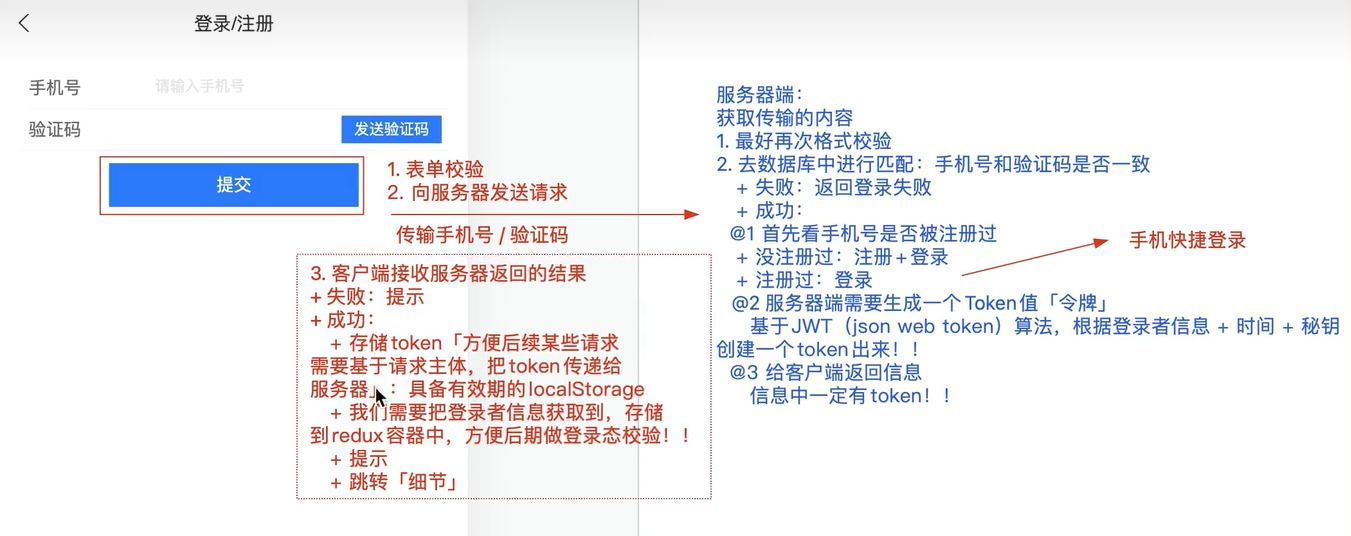 登录/注册
手机号
请输入手机号
验证码
发送验证码
提交
1. 表单校验
2. 向服务器发送请求
传输手机号 / 验证码
3. 客户端接收服务器返回的结果
+ 失败：提示
+ 成功：
+ 存储token「方便后续某些请求
需要基于请求主体，把token传递给
服务器」：具备有效期的localStorage
+ 我们需要把登录者信息获取到，存储
到redux容器中，方便后期做登录态校验！！
+ 提示
+ 跳转「细节」
服务器端：
获取传输的内容
1. 最好再次格式校验
2. 去数据库中进行匹配：手机号和验证码是否一致
+ 失败：返回登录失败
+ 成功：
@1 首先看手机号是否被注册过
+ 没注册过：注册+登录
+ 注册过：登录
手机快捷登录
@2 服务器端需要生成一个Token值「令牌」
基于JWT（json web token）算法，根据登录者信息 + 时间 + 秘钥
创建一个token出来！！
@3 给客户端返回信息
信息中一定有token！！